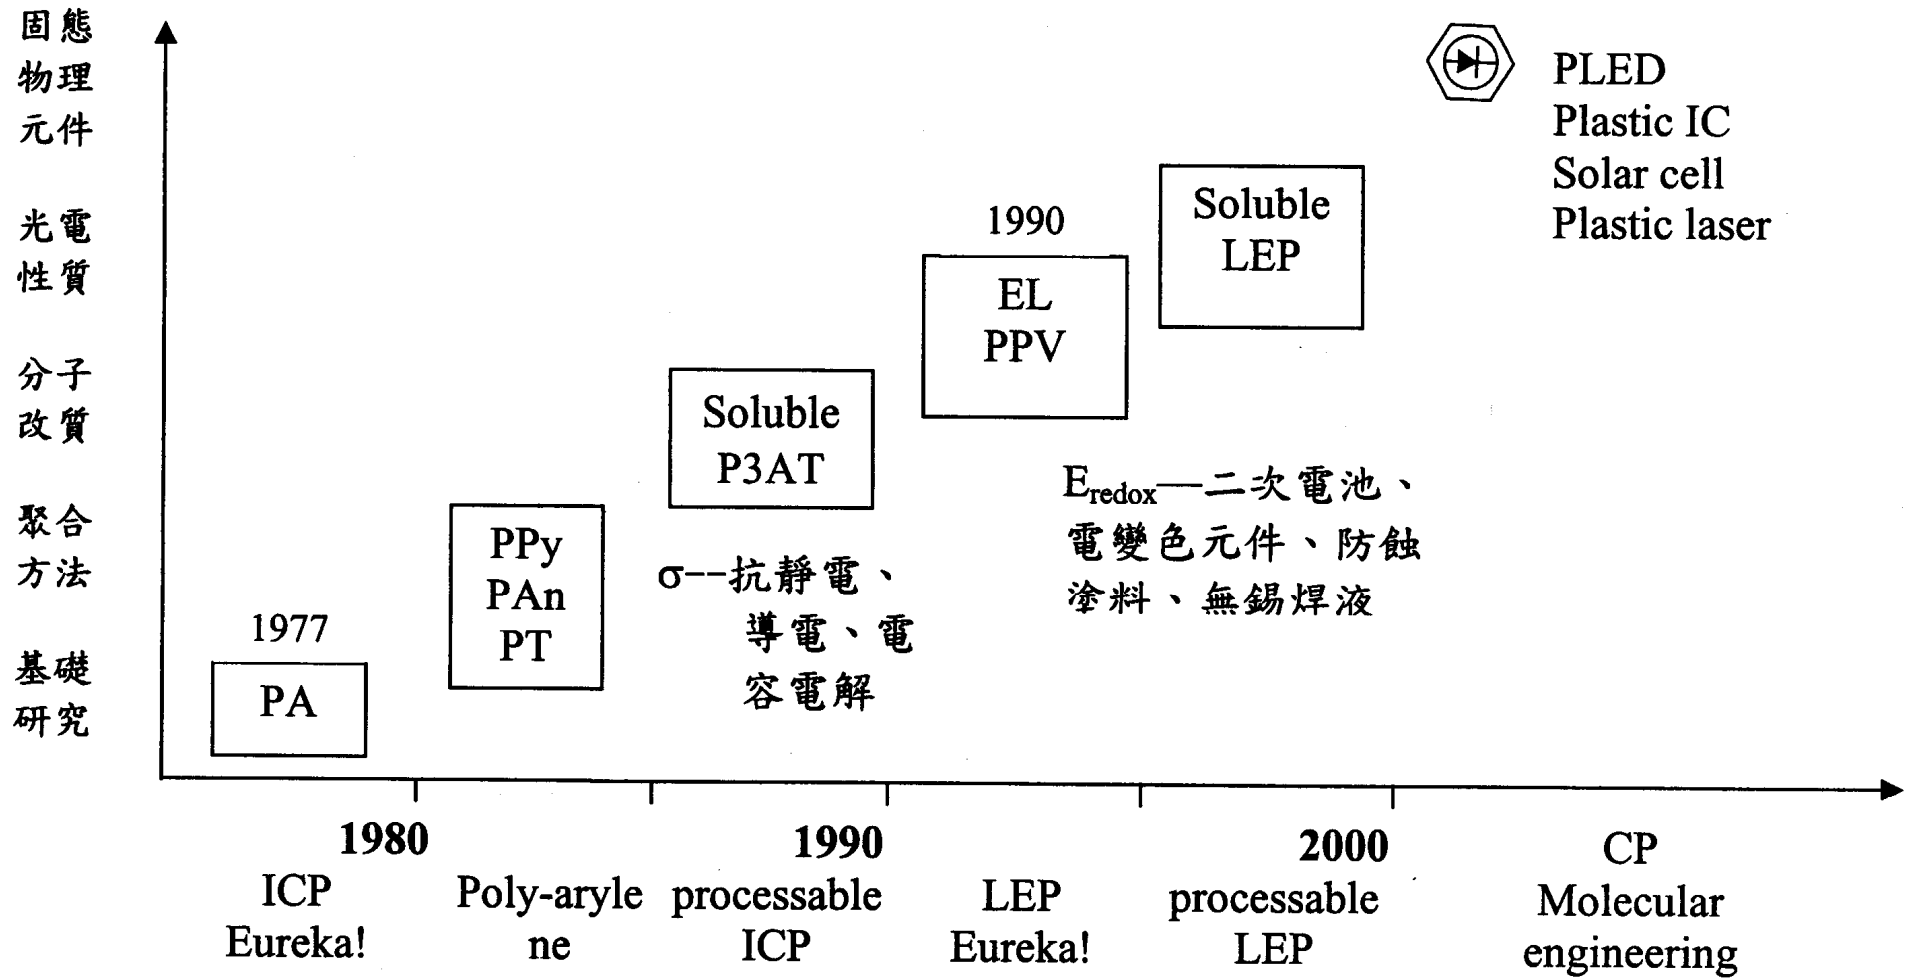 固態
物理
元件
光電
性質
分子
改質
聚合
方法
基礎
研究
PLED
Plastic IC
Solar cell
Plastic laser
Soluble
LEP
1990
EL
PPV
Soluble
P3AT
Eredox—二次電池、
電變色元件、防蝕
塗料、無錫焊液
PPy
PAn
PT
σ--抗靜電、
導電、電
容電解
1977
PA
1980
1990
2000
ICP
Eureka!
Poly-aryle
ne
processable
ICP
LEP
Eureka!
processable
LEP
CP
Molecular
engineering